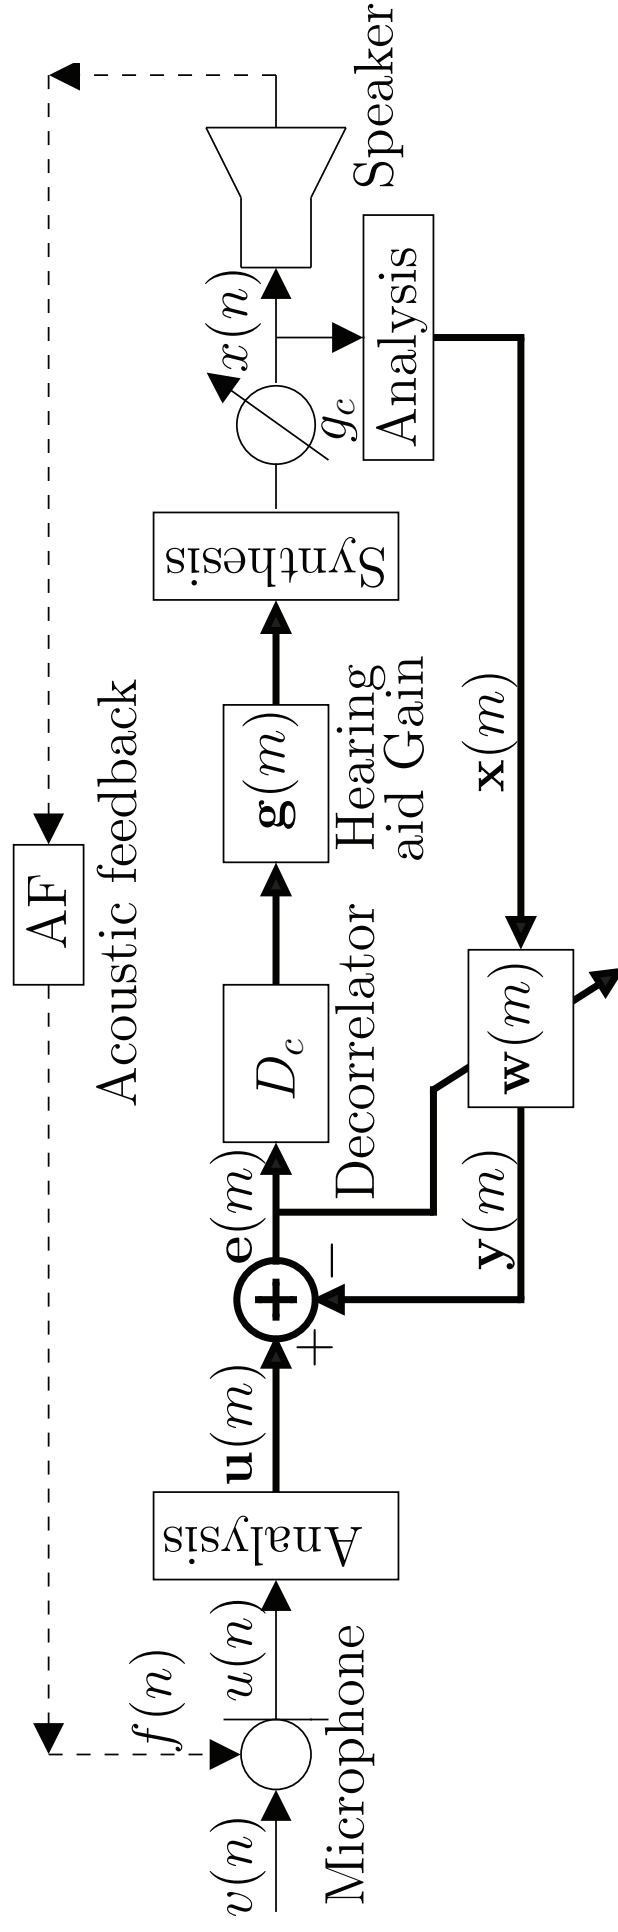 AF
Acoustic feedback
f(n)
v(n)
Microphone
u(n)
Analysis
u(m)
+
+
−
e(m)
D_c
Decorrelator
g(m)
Hearing
aid Gain
Synthesis
g_c
x(n)
Speaker
Analysis
x(m)
w(m)
y(m)